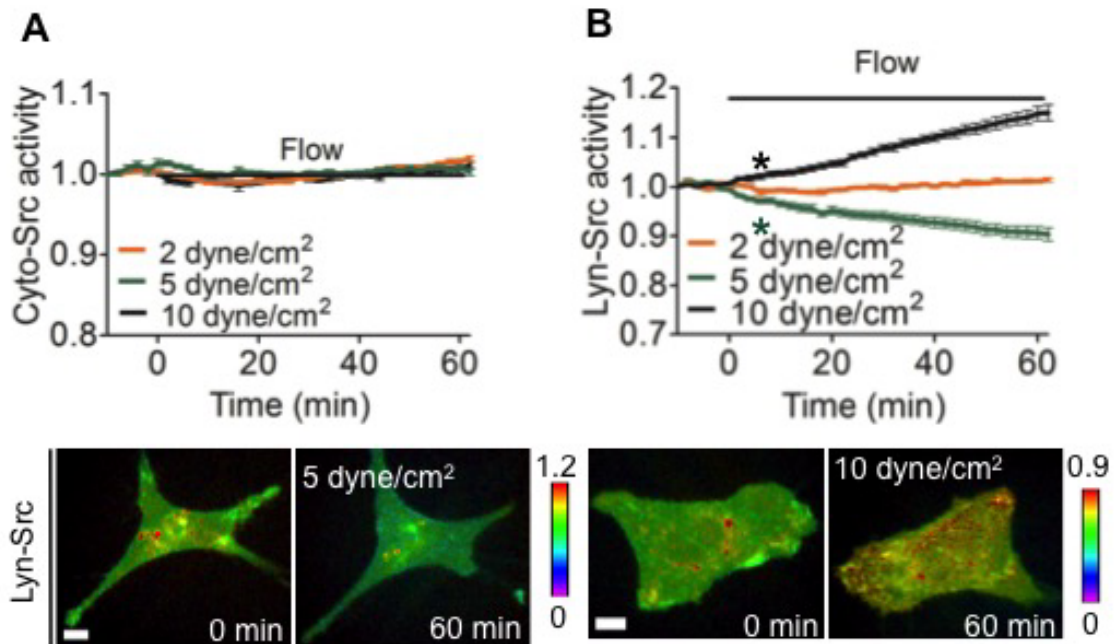 A
Cyto-Src activity
1.1
1.0
0.9
0.8
Flow
2 dyne/cm²
5 dyne/cm²
10 dyne/cm²
0 20 40 60
Time (min)
B
Lyn-Src activity
Flow
1.2
1.1
1.0
0.9
0.8
0.7
*
*
2 dyne/cm²
5 dyne/cm²
10 dyne/cm²
0 20 40 60
Time (min)
Lyn-Src
0 min
5 dyne/cm²
60 min
1.2
0
0 min
10 dyne/cm²
60 min
0.9
0